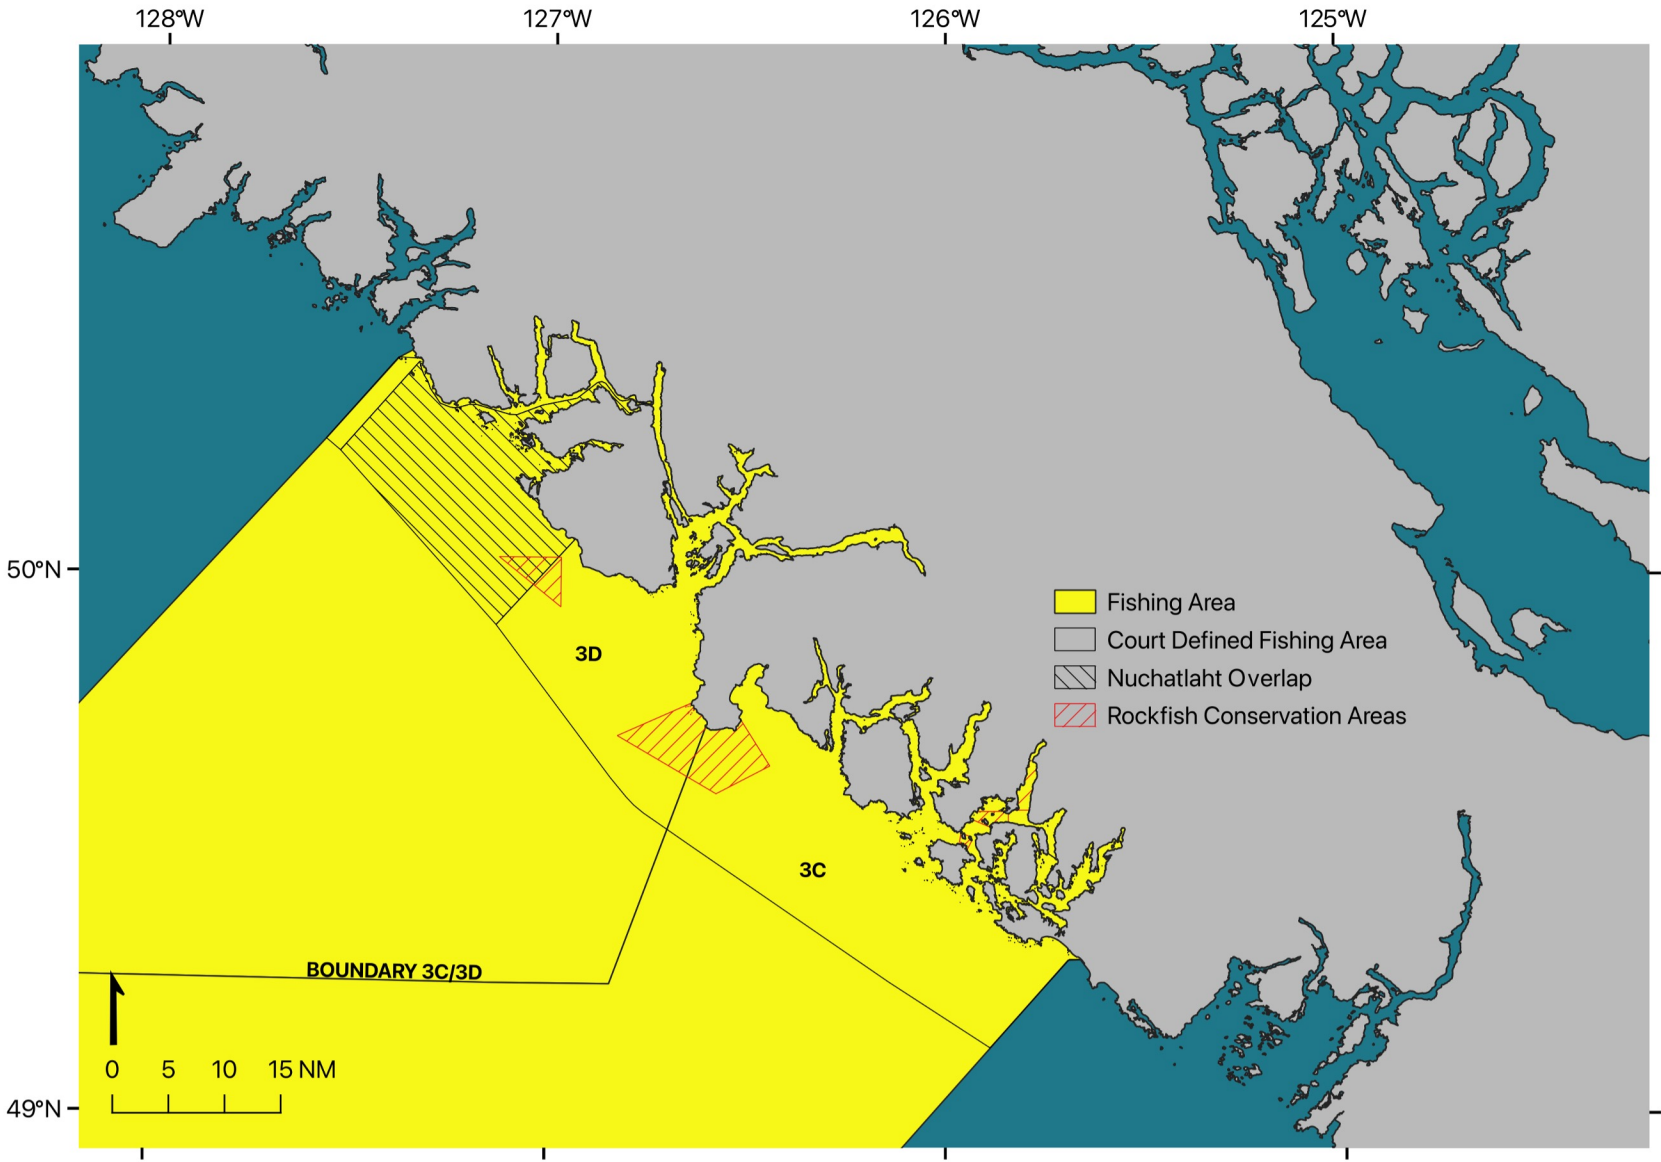 128°W 127°W 126°W 125°W
50°N
Fishing Area
Court Defined Fishing Area
3D
Nuchatlaht Overlap
Rockfish Conservation Areas
3C
BOUNDARY 3C/3D
0 5 10 15 NM
49°N